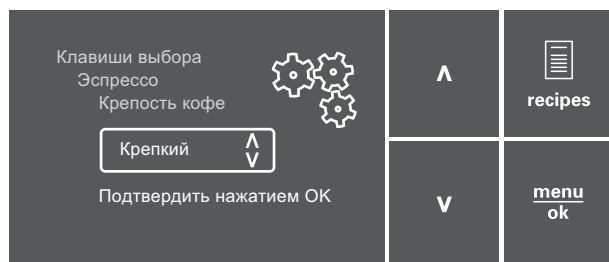 Клавиши выбора
Эспрессо
Крепость кофе
Крепкий
Подтвердить нажатием OK
recipes
menu
ok